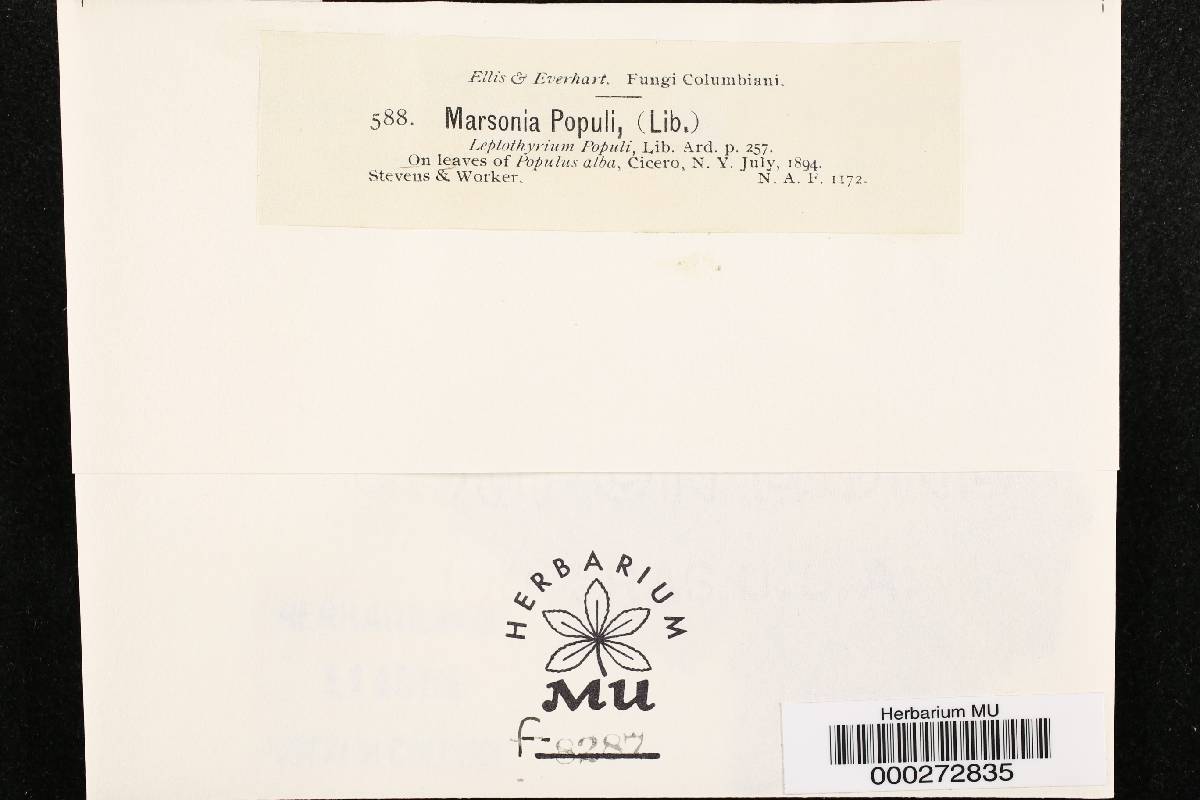 Ellis & Everhart. Fungi Columbiani.
588. Marsonia Populi, (Lib.)
Leptothyrium Populi, Lib. Ard. p. 257.
On leaves of Populus alba, Cicero, N. Y. July, 1894.
Stevens & Worker. N. A. F. 1172.
HERBARIUM
MU
F-8287
Herbarium MU
000272835